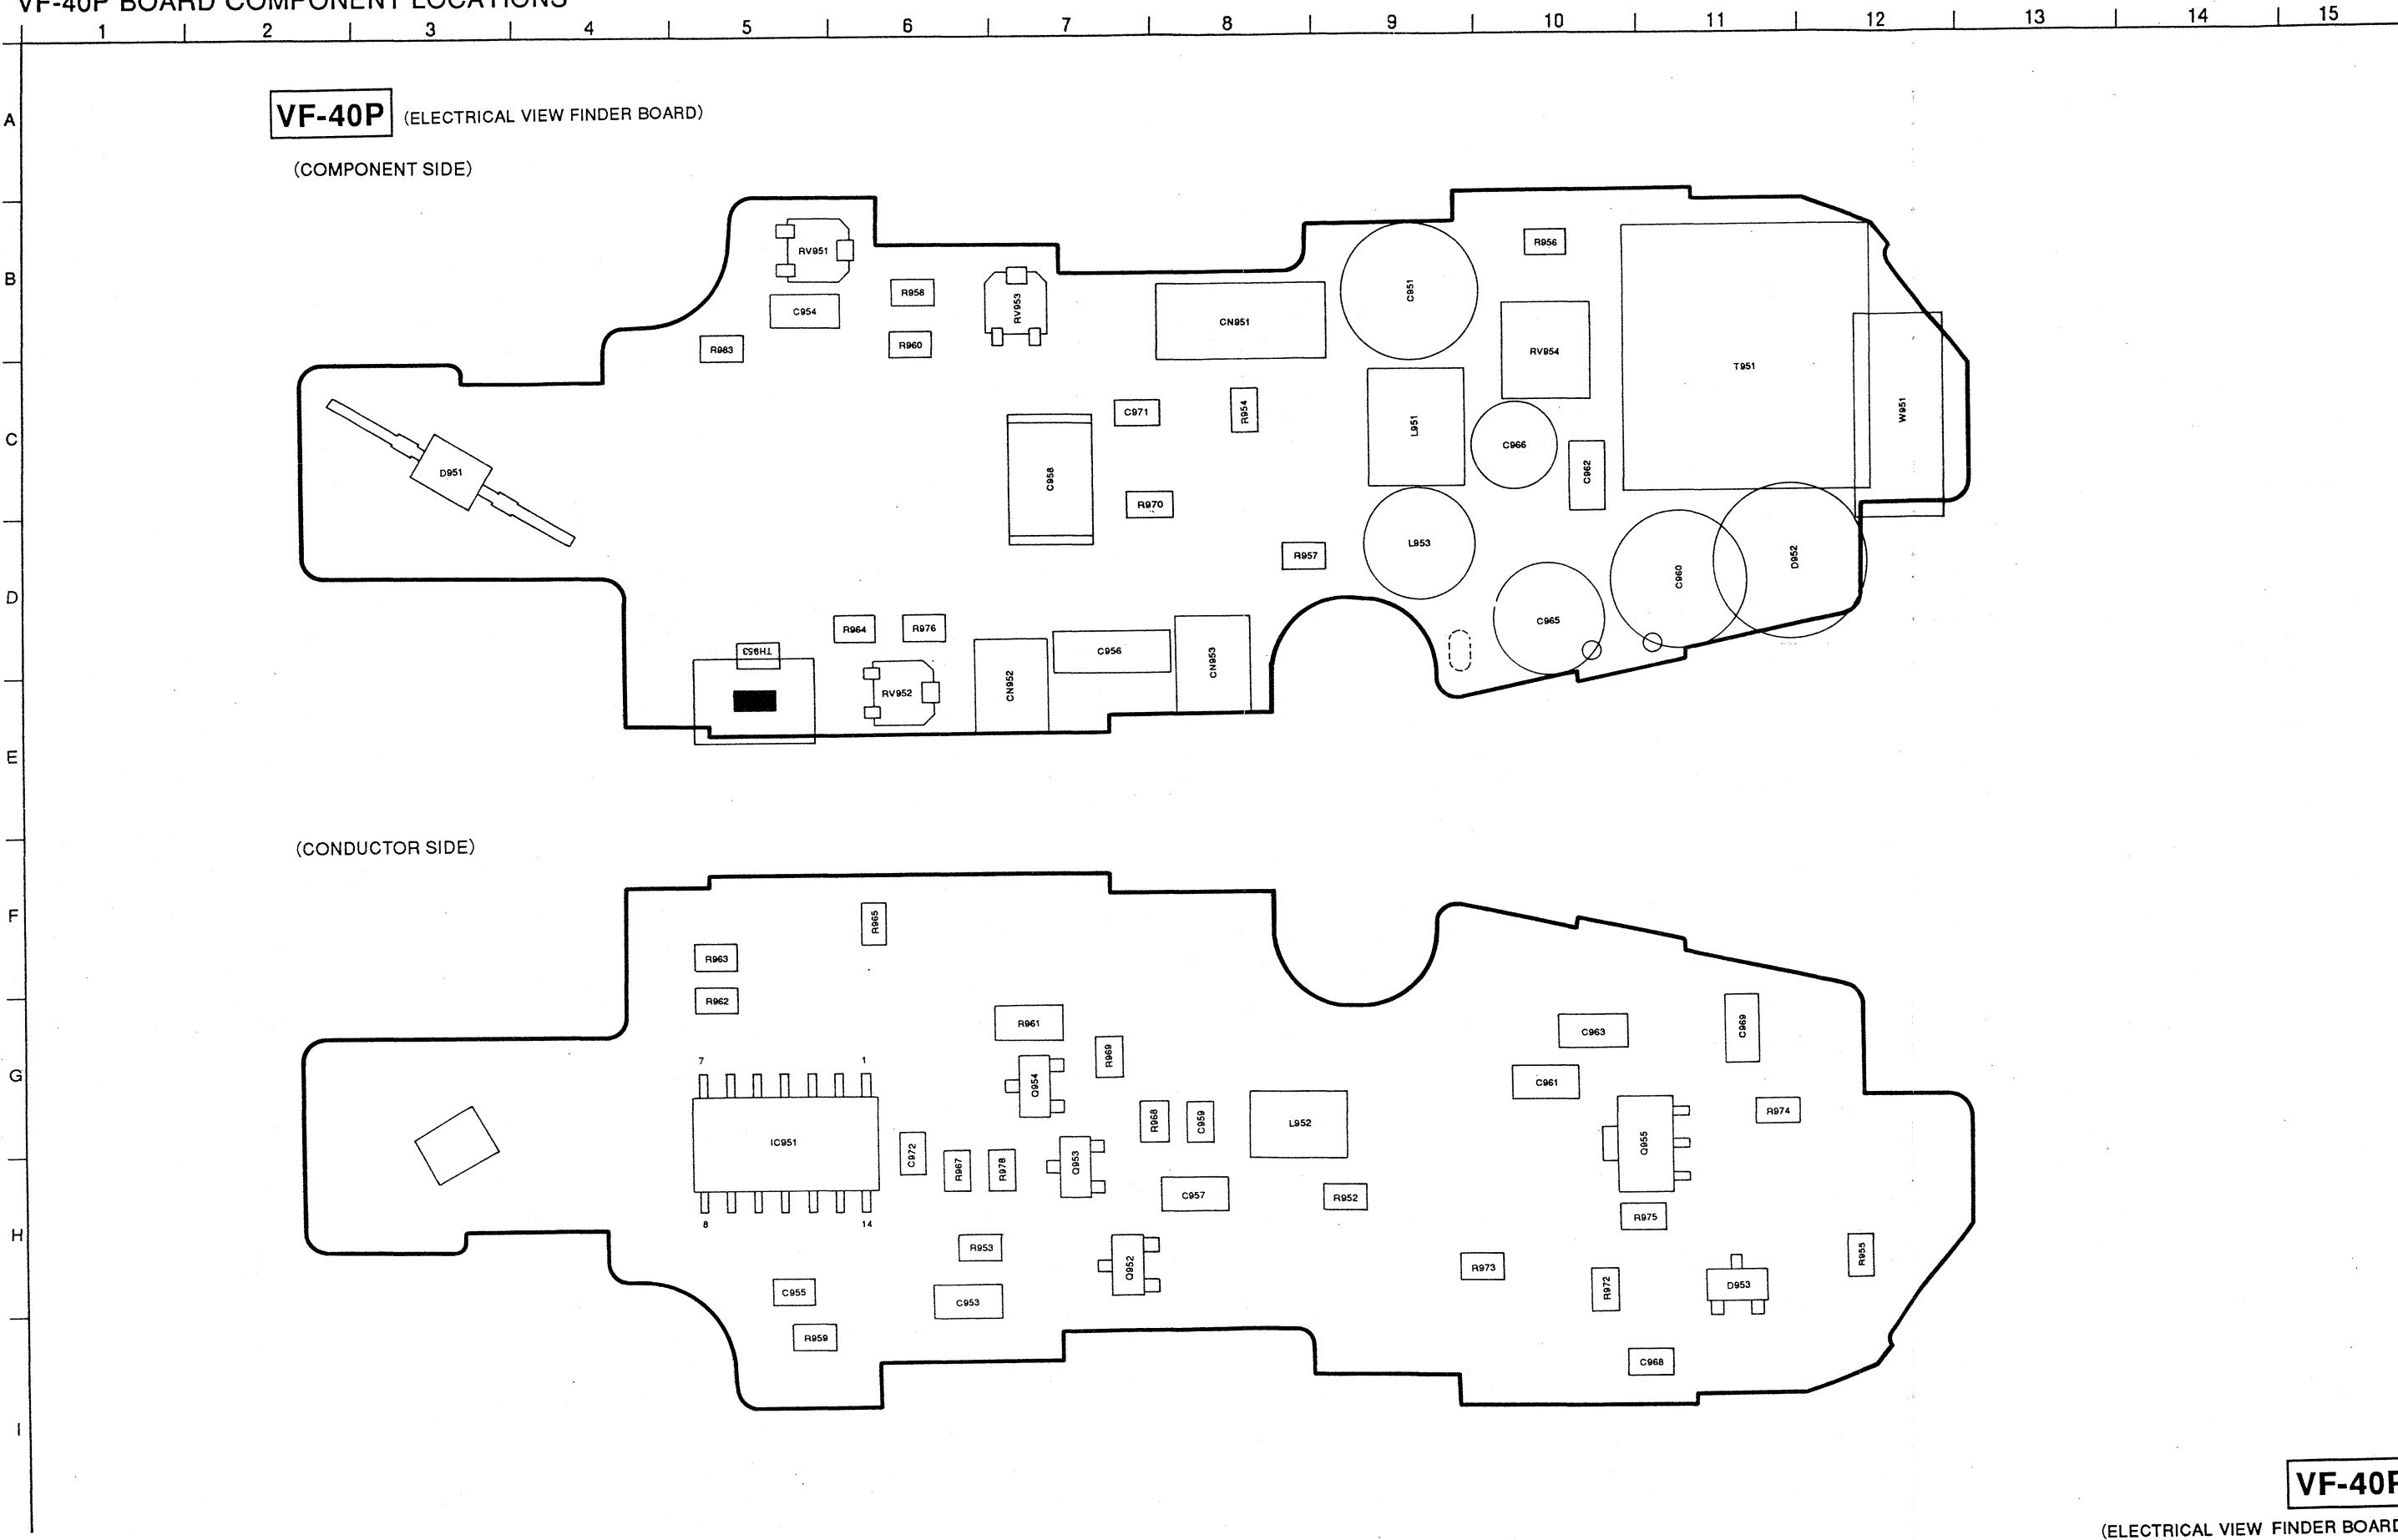 VF-40P BOARD COMPONENT LOCATIONS
1 2 3 4 5 6 7 8 9 10 11 12 13 14 15
A
VF-40P (ELECTRICAL VIEW FINDER BOARD)
(COMPONENT SIDE)
B
RV951
R956
R958
C951
C954
RV953
CN951
R960
R983
RV954
T951
C971
R954
W951
C
L951
C966
D951
C962
C958
R970
L953
R957
D952
C960
D
C965
R964
R976
TH953
C956
CN953
CN952
RV952
E
(CONDUCTOR SIDE)
F
R965
R963
R962
R961
C963
C969
R969
7 1
G
Q954
C961
R974
R968
C959
L952
IC951
Q955
C972
R967
R978
Q953
C957
R952
R975
8 14
H
R953
Q952
R973
R955
R972
D953
C955
C953
R959
C968
I
VF-40P
(ELECTRICAL VIEW FINDER BOARD